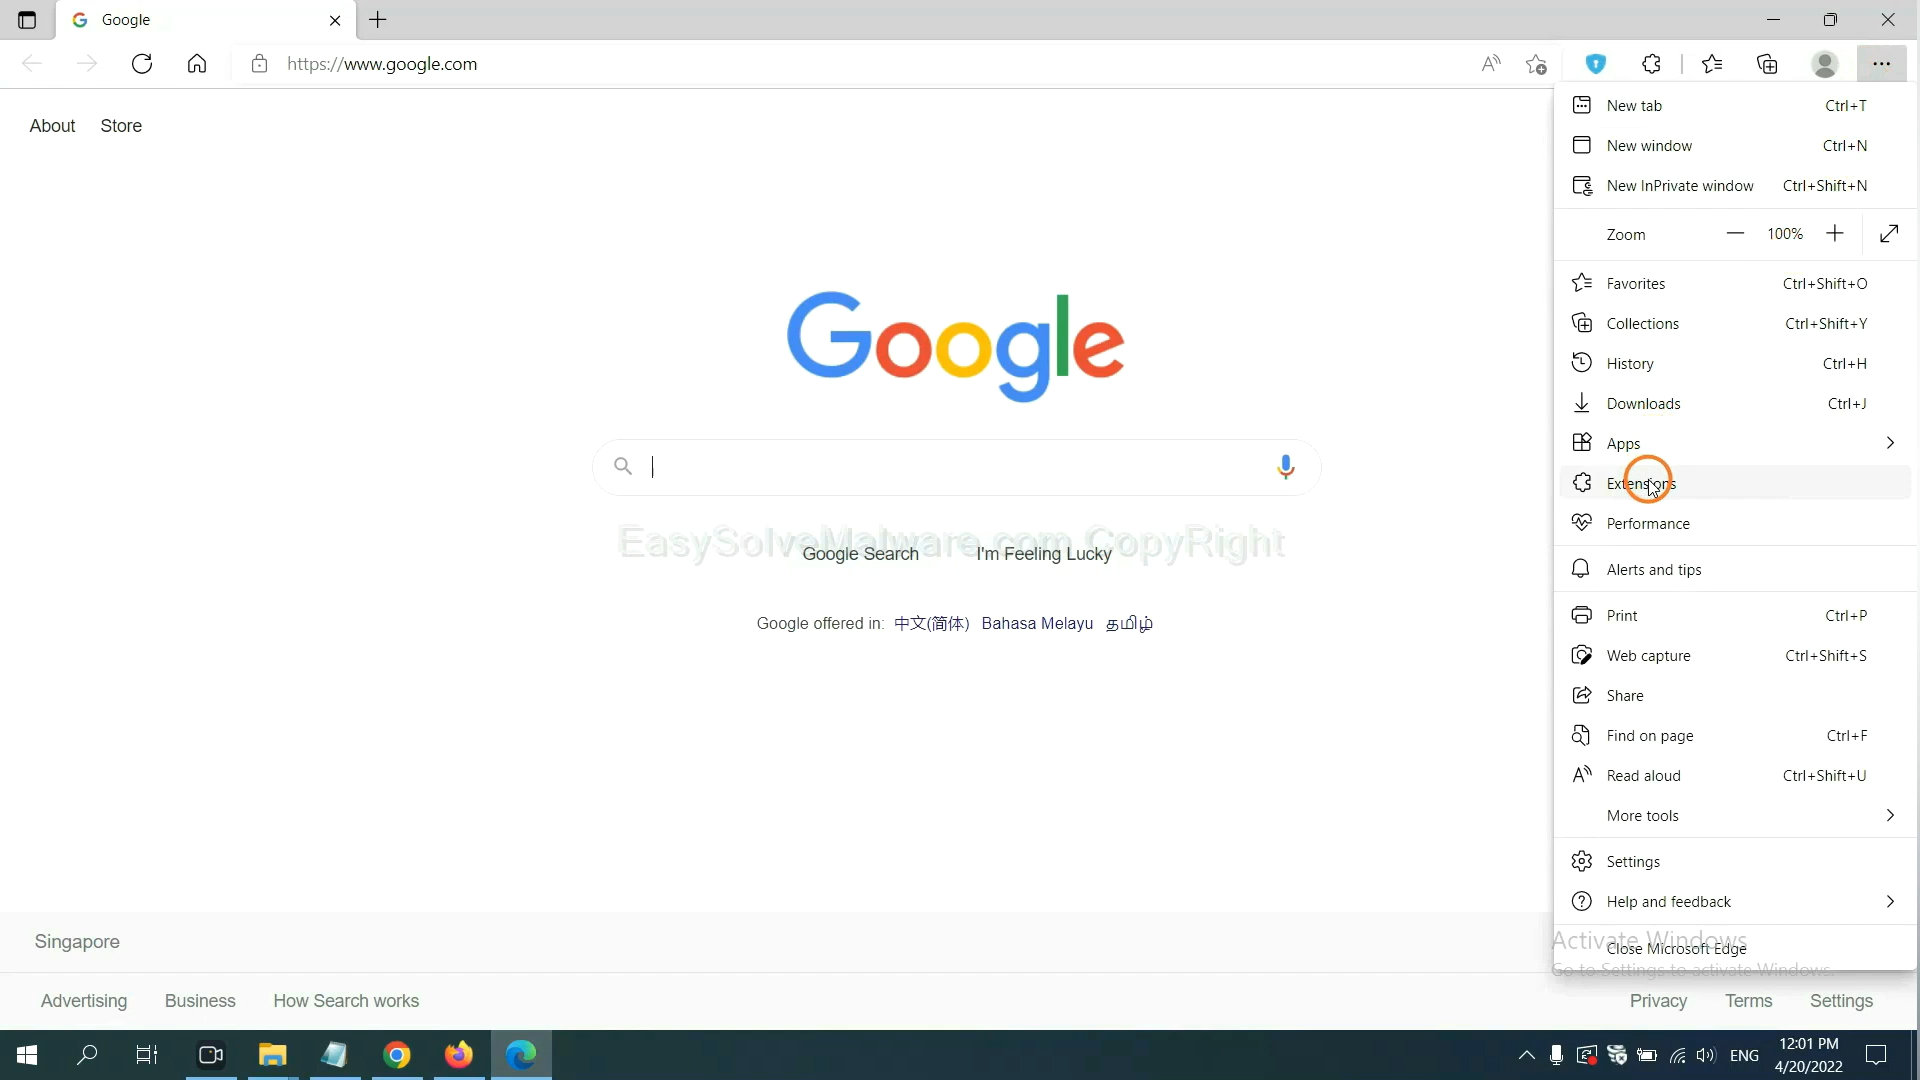 Google
https://www.google.com
About Store
New tab Ctrl+T
New window Ctrl+N
New InPrivate window Ctrl+Shift+N
Zoom 100%
Favorites Ctrl+Shift+O
Collections Ctrl+Shift+Y
History Ctrl+H
Downloads Ctrl+J
Apps
Extensions
Performance
Alerts and tips
Print Ctrl+P
Web capture Ctrl+Shift+S
Share
Find on page Ctrl+F
Read aloud Ctrl+Shift+U
More tools
Settings
Help and feedback
Close Microsoft Edge
Google
EasySolveMalware.com CopyRight
Google Search I'm Feeling Lucky
Google offered in: 中文(简体) Bahasa Melayu தமிழ்
Activate Windows
Go to Settings to activate Windows.
Singapore
Advertising Business How Search works Privacy Terms Settings
ENG 12:01 PM
4/20/2022